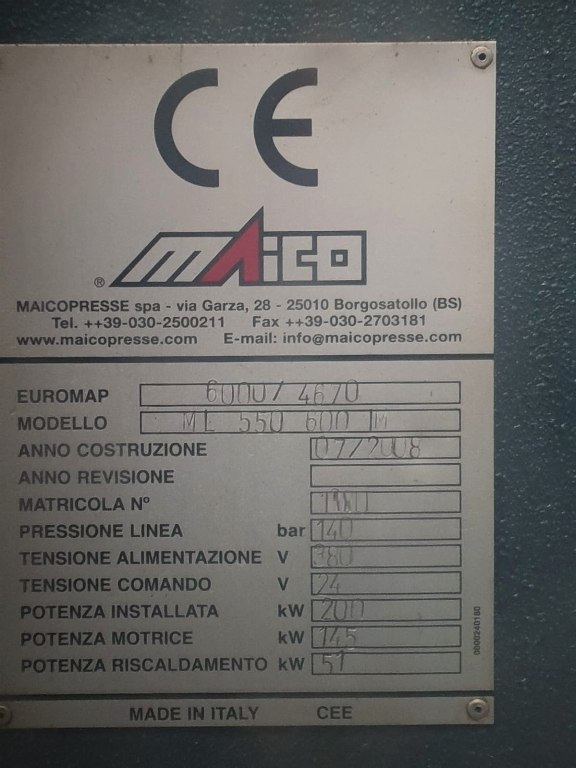 CE
® MAICO
MAICOPRESSE spa - via Garza, 28 - 25010 Borgosatollo (BS)
Tel. ++39-030-2500211 Fax ++39-030-2703181
www.maicopresse.com E-mail: info@maicopresse.com
EUROMAP 6000/4670
MODELLO ML 550 600
ANNO COSTRUZIONE 07/2008
ANNO REVISIONE
MATRICOLA N°
PRESSIONE LINEA bar 140
TENSIONE ALIMENTAZIONE V 380
TENSIONE COMANDO V 24
POTENZA INSTALLATA kW 200
POTENZA MOTRICE kW 145
POTENZA RISCALDAMENTO kW 51
MADE IN ITALY CEE